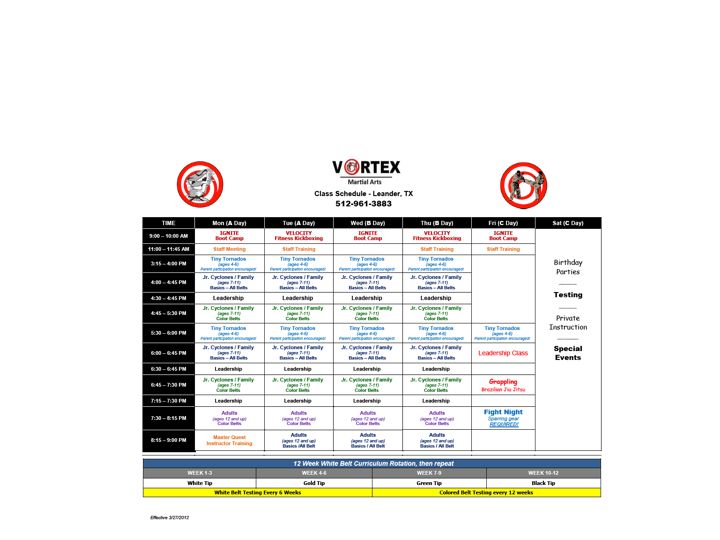 VORTEX
Martial Arts
Class Schedule - Leander, TX
512-961-3883
TIME Mon (A Day) Tue (A Day) Wed (B Day) Thu (B Day) Fri (C Day) Sat (C Day)
9:00 – 10:00 AM IGNITE VELOCITY IGNITE VELOCITY IGNITE
Boot Camp Fitness Kickboxing Boot Camp Fitness Kickboxing Boot Camp
11:00 – 11:45 AM Staff Meeting Staff Training Staff Training Staff Training
3:15 – 4:00 PM Tiny Tornados Tiny Tornados Tiny Tornados Tiny Tornados
(ages 4-6) (ages 4-6) (ages 4-6) (ages 4-6)
Parent participation encouraged! Parent participation encouraged! Parent participation encouraged! Parent participation encouraged!
Birthday
Parties
4:00 – 4:45 PM Jr. Cyclones / Family Jr. Cyclones / Family Jr. Cyclones / Family Jr. Cyclones / Family
(ages 7-11) (ages 7-11) (ages 7-11) (ages 7-11)
Basics – All Belts Basics – All Belts Basics – All Belts Basics – All Belts
4:30 – 4:45 PM Leadership Leadership Leadership Leadership
Testing
4:45 – 5:30 PM Jr. Cyclones / Family Jr. Cyclones / Family Jr. Cyclones / Family Jr. Cyclones / Family
(ages 7-11) (ages 7-11) (ages 7-11) (ages 7-11)
Color Belts Color Belts Color Belts Color Belts
Private
Instruction
5:30 – 6:00 PM Tiny Tornados Tiny Tornados Tiny Tornados Tiny Tornados Tiny Tornados
(ages 4-6) (ages 4-6) (ages 4-6) (ages 4-6) (ages 4-6)
Parent participation encouraged! Parent participation encouraged! Parent participation encouraged! Parent participation encouraged! Parent participation encouraged!
6:00 – 6:45 PM Jr. Cyclones / Family Jr. Cyclones / Family Jr. Cyclones / Family Jr. Cyclones / Family Leadership Class
(ages 7-11) (ages 7-11) (ages 7-11) (ages 7-11)
Basics – All Belts Basics – All Belts Basics – All Belts Basics – All Belts
Special
Events
6:30 – 6:45 PM Leadership Leadership Leadership Leadership
6:45 – 7:30 PM Jr. Cyclones / Family Jr. Cyclones / Family Jr. Cyclones / Family Jr. Cyclones / Family Grappling
(ages 7-11) (ages 7-11) (ages 7-11) (ages 7-11) Brazilian Jiu Jitsu
Color Belts Color Belts Color Belts Color Belts
7:15 – 7:30 PM Leadership Leadership Leadership Leadership
7:30 – 8:15 PM Adults Adults Adults Adults Fight Night
(ages 12 and up) (ages 12 and up) (ages 12 and up) (ages 12 and up) Sparring gear
Color Belts Color Belts Color Belts Color Belts REQUIRED!
8:15 – 9:00 PM Master Quest Adults Adults Adults
Instructor Training (ages 12 and up) (ages 12 and up) (ages 12 and up)
Basics /All Belt Basics / All Belts Basics /All Belt
12 Week White Belt Curriculum Rotation, then repeat
WEEK 1-3 WEEK 4-6 WEEK 7-9 WEEK 10-12
White Tip Gold Tip Green Tip Black Tip
White Belt Testing Every 6 Weeks Colored Belt Testing every 12 weeks
Effective 3/27/2012